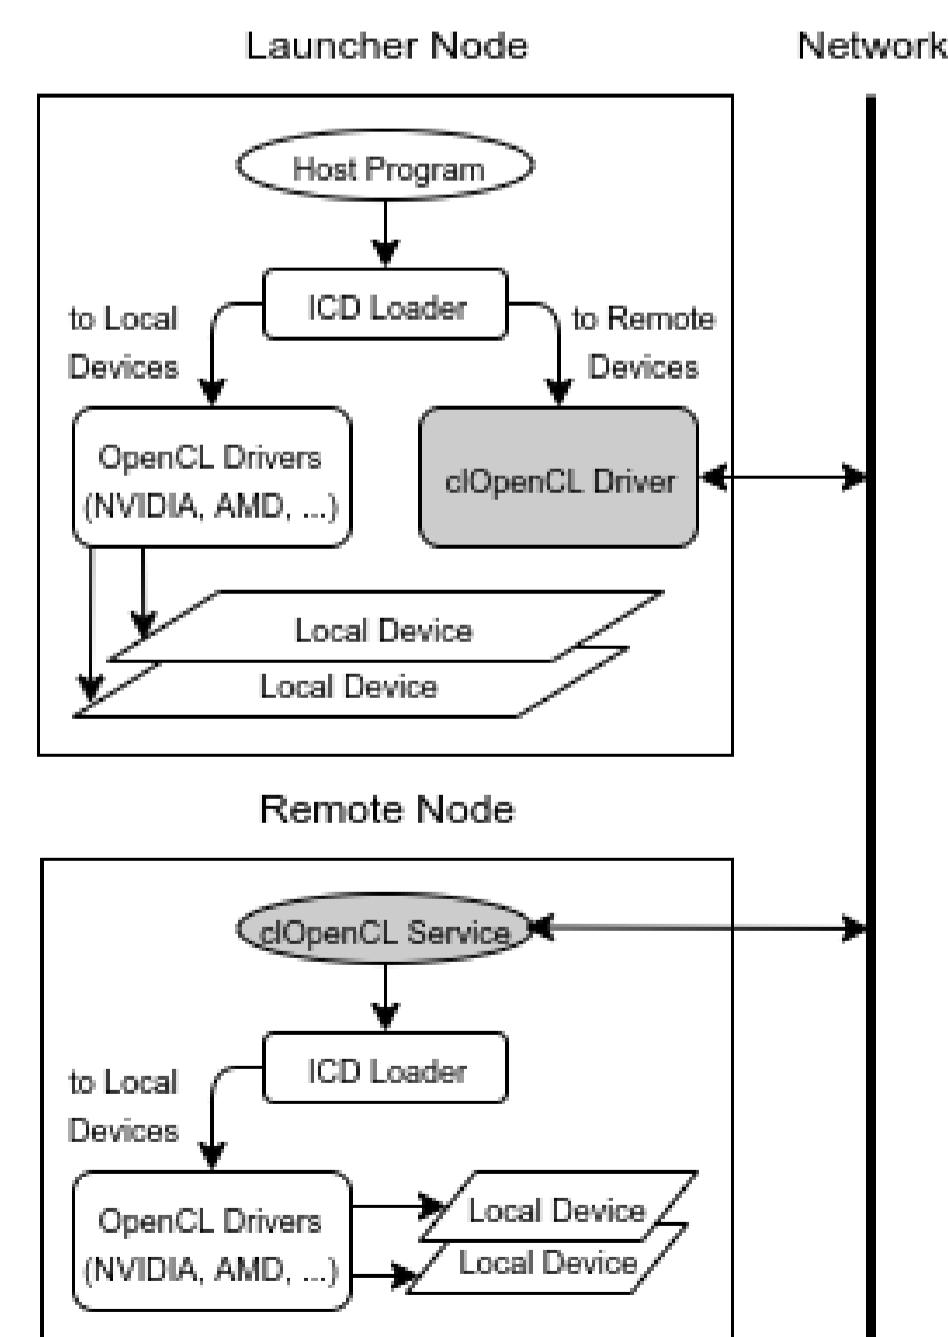 Launcher Node
Network
Host Program
ICD Loader
to Local
Devices
to Remote
Devices
OpenCL Drivers
(NVIDIA, AMD, ...)
clOpenCL Driver
Local Device
Local Device
Remote Node
clOpenCL Service
ICD Loader
to Local
Devices
OpenCL Drivers
(NVIDIA, AMD, ...)
Local Device
Local Device